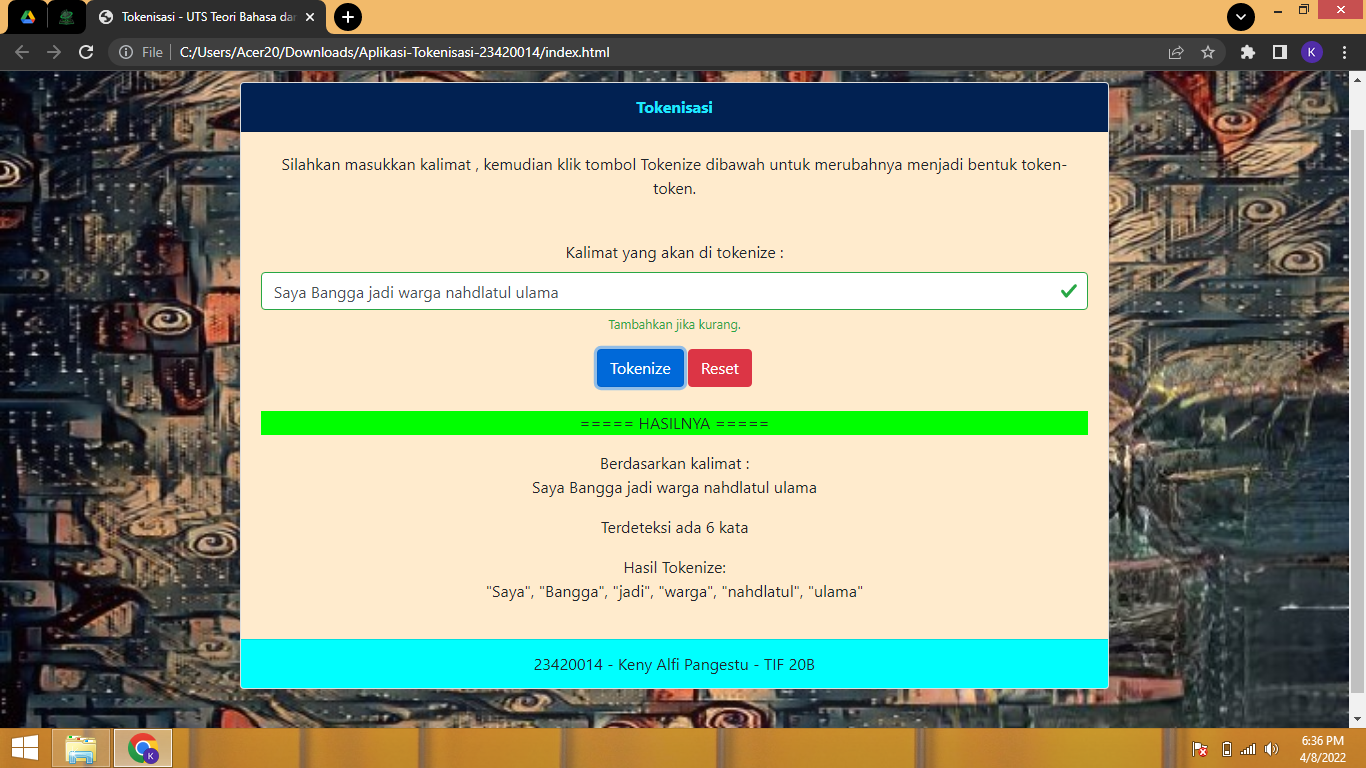 Tokenisasi - UTS Teori Bahasa dar
File
C:/Users/Acer20/Downloads/Aplikasi-Tokenisasi-23420014/index.html
K
Tokenisasi
Silahkan masukkan kalimat , kemudian klik tombol Tokenize dibawah untuk merubahnya menjadi bentuk token-
token.
Kalimat yang akan di tokenize :
Saya Bangga jadi warga nahdlatul ulama
Tambahkan jika kurang.
Tokenize Reset
===== HASILNYA =====
Berdasarkan kalimat :
Saya Bangga jadi warga nahdlatul ulama
Terdeteksi ada 6 kata
Hasil Tokenize:
"Saya", "Bangga", "jadi", "warga", "nahdlatul", "ulama"
23420014 - Keny Alfi Pangestu - TIF 20B
K
6:36 PM
4/8/2022